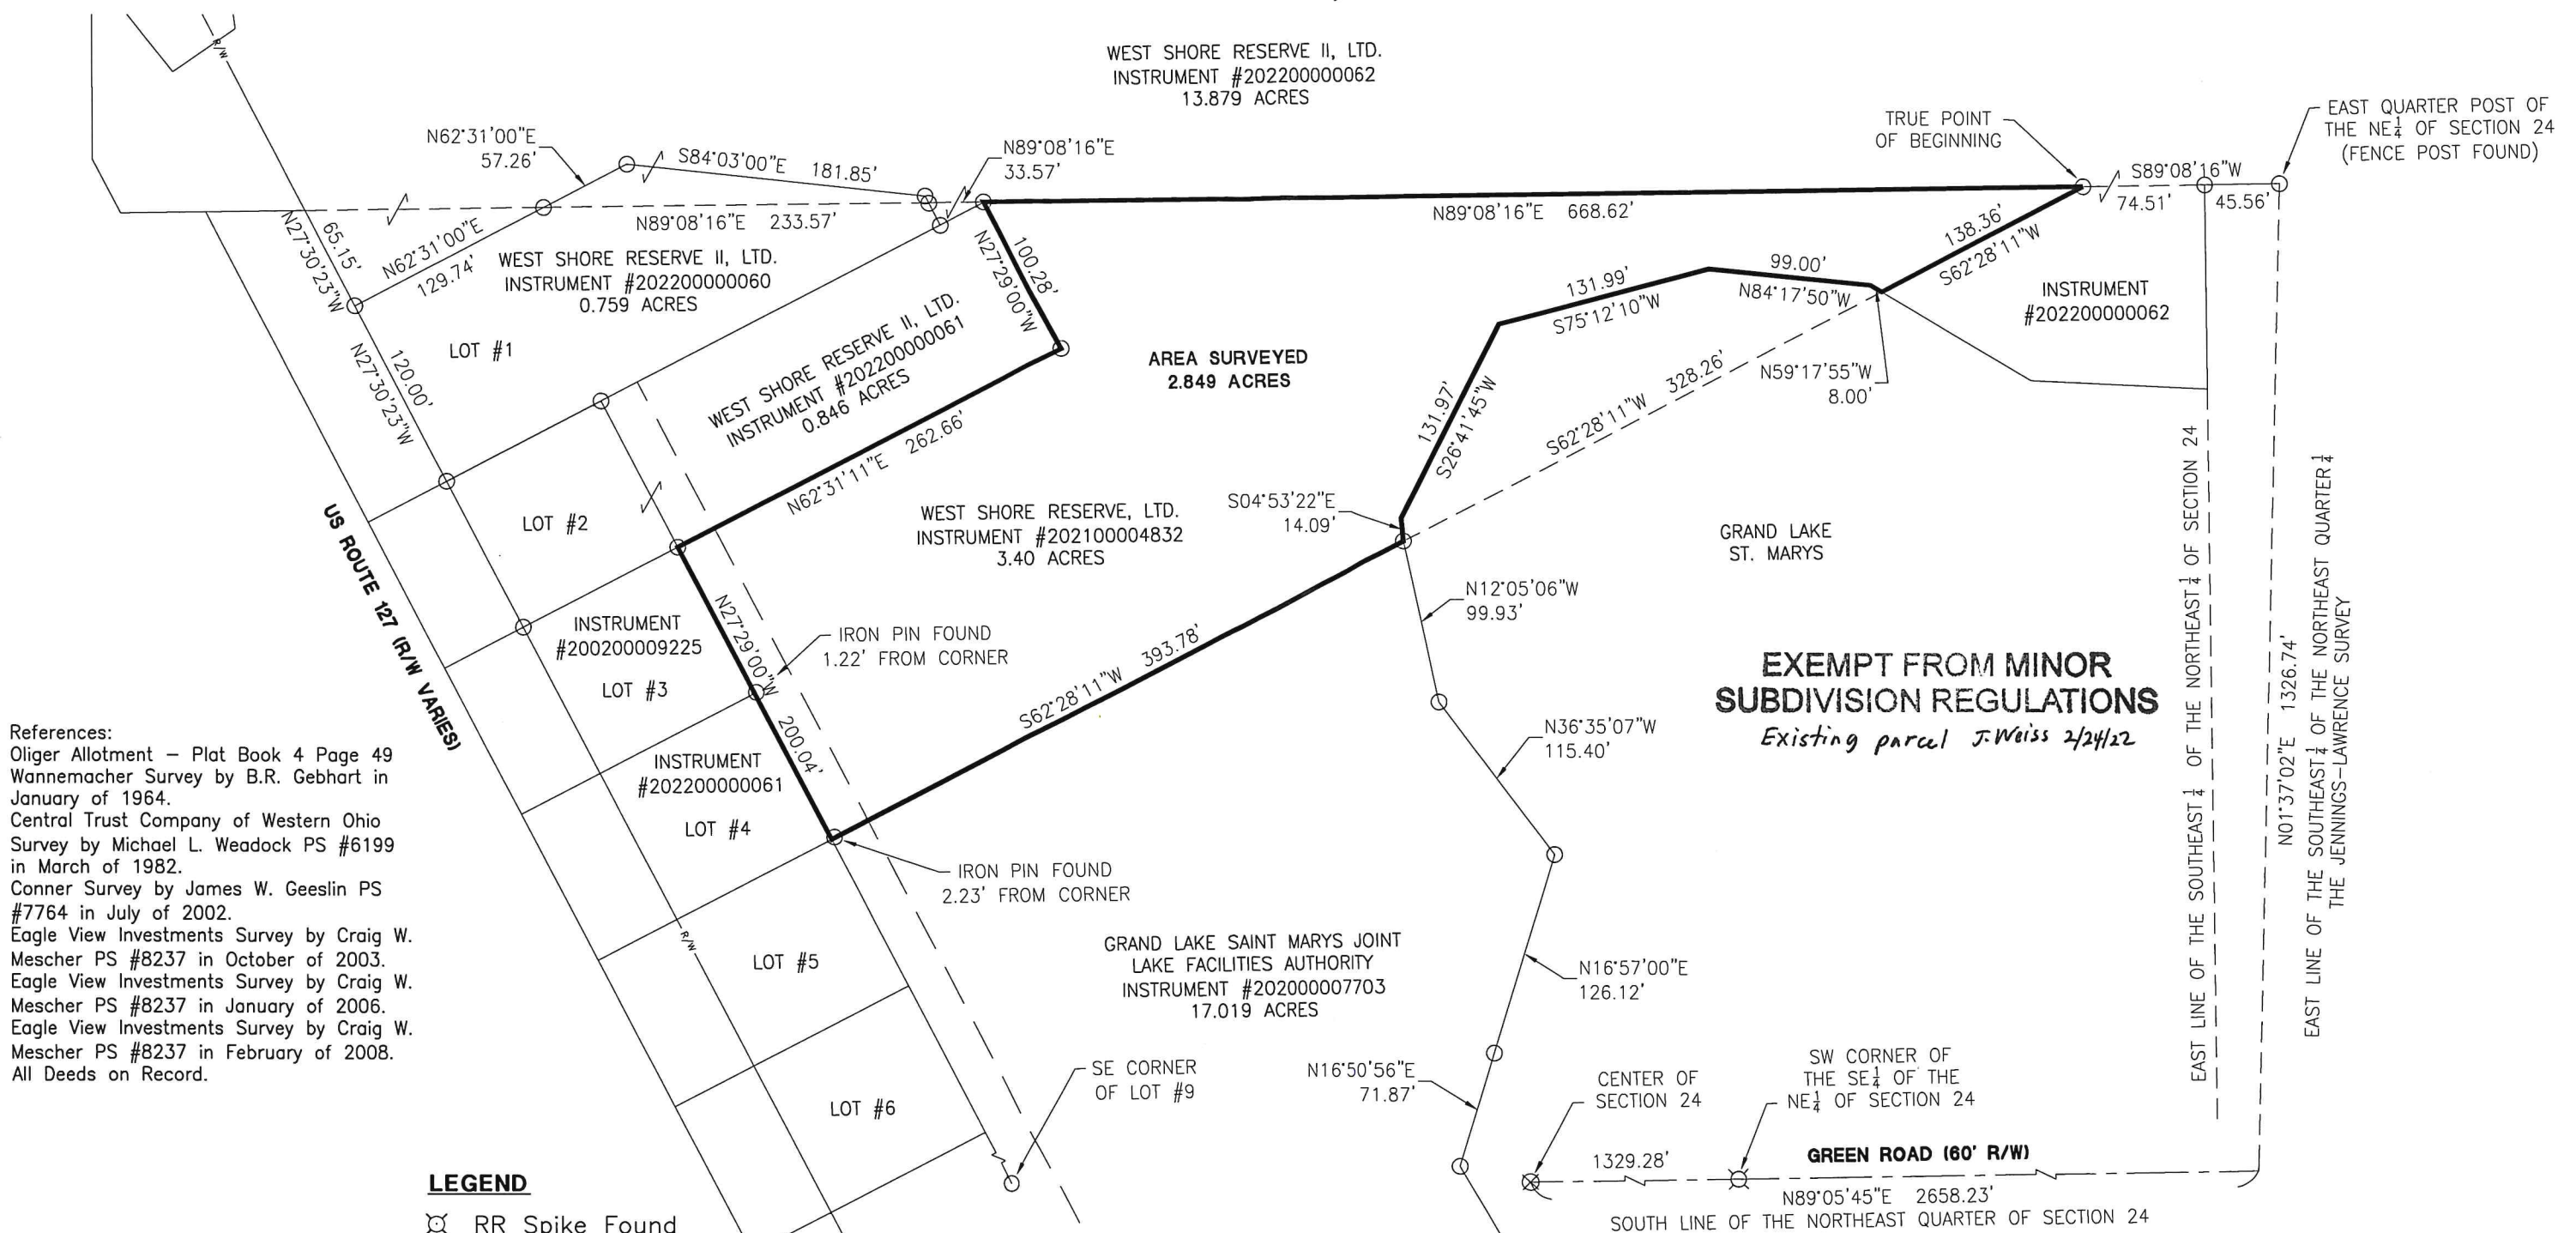 WEST SHORE RESERVE II, LTD.
INSTRUMENT #202200000062
13.879 ACRES
R/W
N62°31'00"E
57.26'
S84°03'00"E 181.85'
N89°08'16"E
33.57'
TRUE POINT
OF BEGINNING
EAST QUARTER POST OF
THE NE¼ OF SECTION 24
(FENCE POST FOUND)
S89°08'16"W
74.51'
45.56'
N89°08'16"E 668.62'
N89°08'16"E 233.57'
65.15'
N27°30'23"W
N62°31'00"E
129.74'
WEST SHORE RESERVE II, LTD.
INSTRUMENT #202200000060
0.759 ACRES
LOT #1
120.00'
N27°30'23"W
100.28'
N27°29'00"W
WEST SHORE RESERVE II, LTD.
INSTRUMENT #202200000061
0.846 ACRES
AREA SURVEYED
2.849 ACRES
138.36'
S62°28'11"W
99.00'
N84°17'50"W
131.99'
S75°12'10"W
INSTRUMENT
#202200000062
N59°17'55"W
8.00'
131.97'
S26°41'45"W
S62°28'11"W 328.26'
N62°31'11"E 262.66'
LOT #2
WEST SHORE RESERVE, LTD.
INSTRUMENT #202100004832
3.40 ACRES
S04°53'22"E
14.09'
GRAND LAKE
ST. MARYS
US ROUTE 127 (R/W VARIES)
INSTRUMENT
#200200009225
LOT #3
N27°29'00"W
200.04'
IRON PIN FOUND
1.22' FROM CORNER
S62°28'11"W 393.78'
N12°05'06"W
99.93'
EXEMPT FROM MINOR
SUBDIVISION REGULATIONS
Existing parcel J. Weiss 2/24/22
N36°35'07"W
115.40'
EAST LINE OF THE SOUTHEAST ¼ OF THE NORTHEAST ¼ OF SECTION 24
N01°37'02"E 1326.74'
EAST LINE OF THE SOUTHEAST ¼ OF THE NORTHEAST QUARTER ¼
THE JENNINGS-LAWRENCE SURVEY
References:
Oliger Allotment – Plat Book 4 Page 49
Wannemacher Survey by B.R. Gebhart in
January of 1964.
Central Trust Company of Western Ohio
Survey by Michael L. Weadock PS #6199
in March of 1982.
Conner Survey by James W. Geeslin PS
#7764 in July of 2002.
Eagle View Investments Survey by Craig W.
Mescher PS #8237 in October of 2003.
Eagle View Investments Survey by Craig W.
Mescher PS #8237 in January of 2006.
Eagle View Investments Survey by Craig W.
Mescher PS #8237 in February of 2008.
All Deeds on Record.
INSTRUMENT
#202200000061
LOT #4
IRON PIN FOUND
2.23' FROM CORNER
R/W
LOT #5
GRAND LAKE SAINT MARYS JOINT
LAKE FACILITIES AUTHORITY
INSTRUMENT #202000007703
17.019 ACRES
N16°57'00"E
126.12'
LOT #6
SE CORNER
OF LOT #9
N16°50'56"E
71.87'
CENTER OF
SECTION 24
SW CORNER OF
THE SE¼ OF THE
NE¼ OF SECTION 24
1329.28'
GREEN ROAD (60' R/W)
N89°05'45"E 2658.23'
SOUTH LINE OF THE NORTHEAST QUARTER OF SECTION 24
LEGEND
RR Spike Found